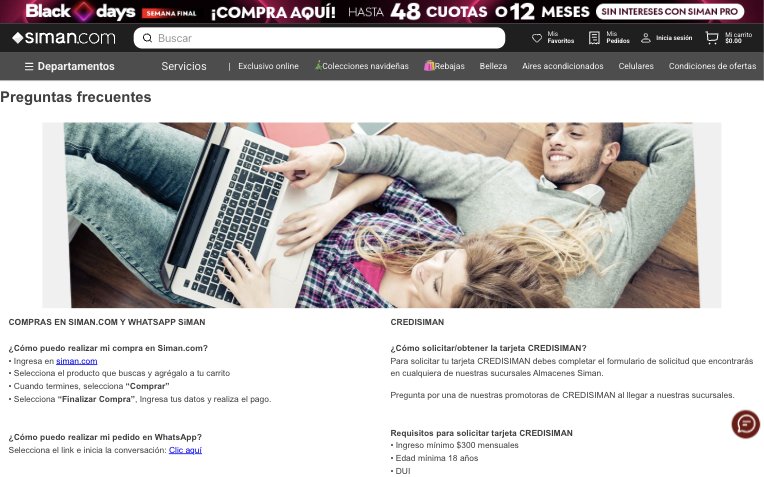 Black days SEMANA FINAL ¡COMPRA AQUÍ! HASTA 48 CUOTAS O 12 MESES SIN INTERESES CON SIMAN PRO
SIMAN.COM Buscar Mis Favoritos Mis Pedidos Inicia sesión Mi carrito $0.00
Departamentos Servicios | Exclusivo online Colecciones navideñas Rebajas Belleza Aires acondicionados Celulares Condiciones de ofertas
Preguntas frecuentes
COMPRAS EN SIMAN.COM Y WHATSAPP SiMAN
¿Cómo puedo realizar mi compra en Siman.com?
• Ingresa en siman.com
• Selecciona el producto que buscas y agrégalo a tu carrito
• Cuando termines, selecciona “Comprar”
• Selecciona “Finalizar Compra”, Ingresa tus datos y realiza el pago.
¿Cómo puedo realizar mi pedido en WhatsApp?
Selecciona el link e inicia la conversación: Clic aquí
CREDISIMAN
¿Cómo solicitar/obtener la tarjeta CREDISIMAN?
Para solicitar tu tarjeta CREDISIMAN debes completar el formulario de solicitud que encontrarás
en cualquiera de nuestras sucursales Almacenes Siman.
Pregunta por una de nuestras promotoras de CREDISIMAN al llegar a nuestras sucursales.
Requisitos para solicitar tarjeta CREDISIMAN
• Ingreso mínimo $300 mensuales
• Edad mínima 18 años
• DUI